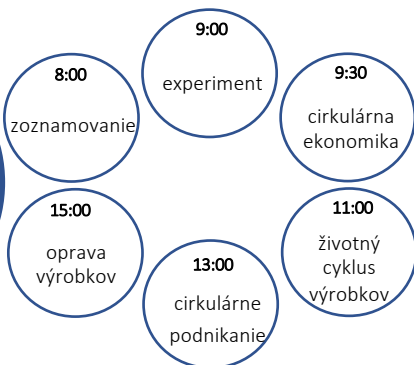 8:00
zoznamovanie
9:00
experiment
9:30
cirkulárna
ekonomika
11:00
životný
cyklus
výrobkov
13:00
cirkulárne
podnikanie
15:00
oprava
výrobkov